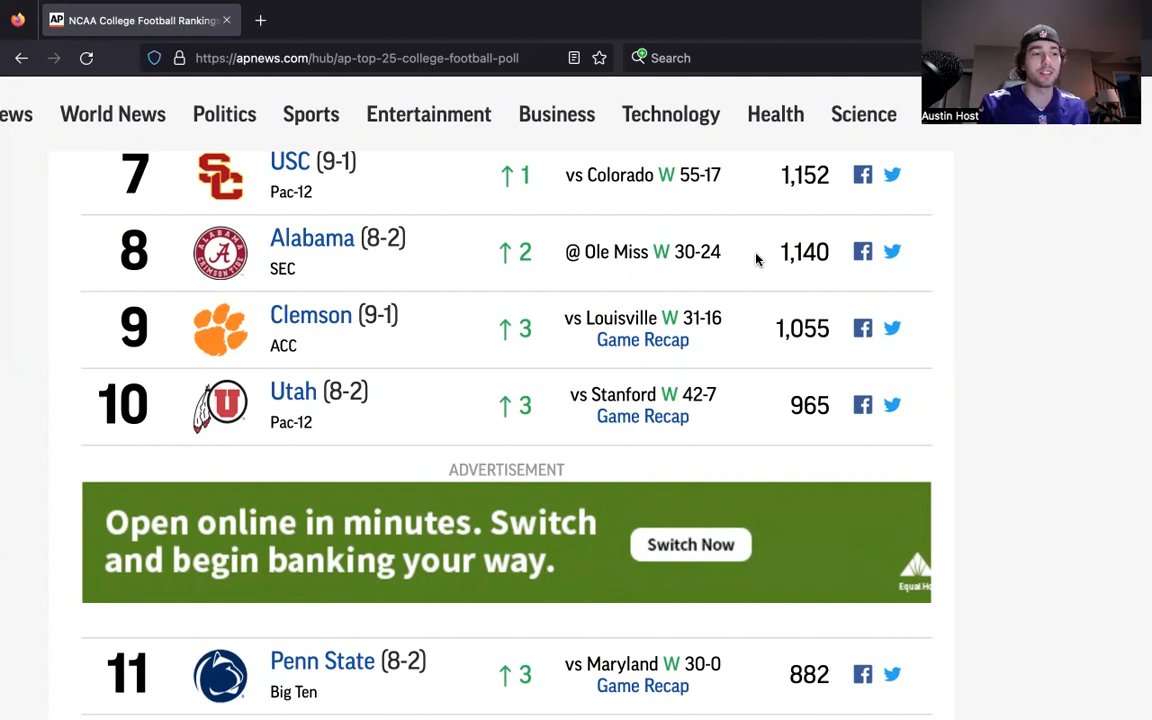 AP NCAA College Football Rankings
https://apnews.com/hub/ap-top-25-college-football-poll
Search
Austin Host
ews World News Politics Sports Entertainment Business Technology Health Science
7 SC USC (9-1) ↑ 1 vs Colorado W 55-17 1,152
Pac-12
8 Alabama (8-2) ↑ 2 @ Ole Miss W 30-24 1,140
SEC
9 Clemson (9-1) ↑ 3 vs Louisville W 31-16 1,055
ACC Game Recap
10 U Utah (8-2) ↑ 3 vs Stanford W 42-7 965
Pac-12 Game Recap
ADVERTISEMENT
Open online in minutes. Switch
and begin banking your way.
Switch Now
Equal Ho
11 Penn State (8-2) ↑ 3 vs Maryland W 30-0 882
Big Ten Game Recap